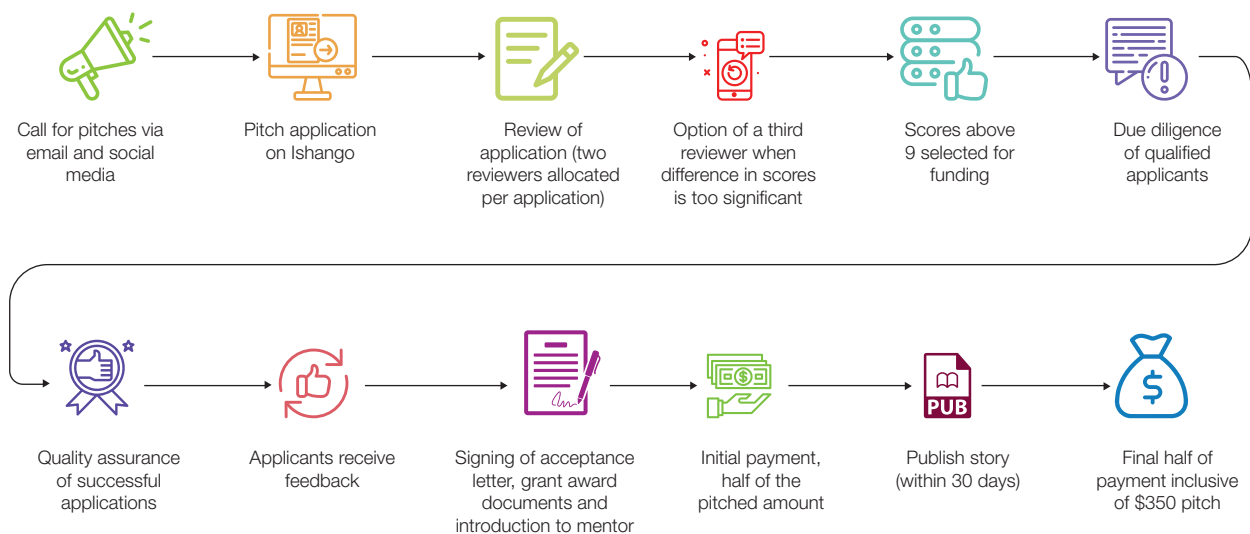 Call for pitches via
email and social
media
Pitch application
on Ishango
Review of
application (two
reviewers allocated
per application)
Option of a third
reviewer when
difference in scores
is too significant
Scores above
9 selected for
funding
Due diligence
of qualified
applicants
Quality assurance
of successful
applications
Applicants receive
feedback
Signing of acceptance
letter, grant award
documents and
introduction to mentor
$
Initial payment,
half of the
pitched amount
PUB
Publish story
(within 30 days)
$
Final half of
payment inclusive
of $350 pitch